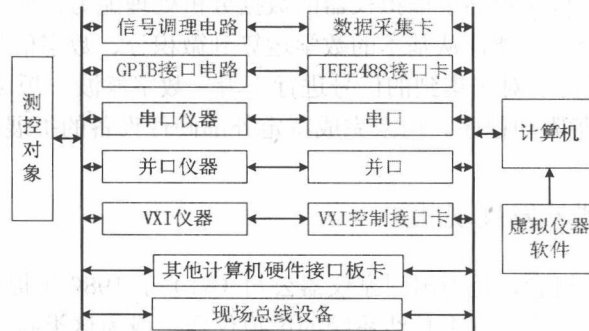 信号调理电路
数据采集卡
GPIB接口电路
IEEE488接口卡
测控对象
串口仪器
串口
计算机
并口仪器
并口
VXI仪器
VXI控制接口卡
虚拟仪器
软件
其他计算机硬件接口板卡
现场总线设备